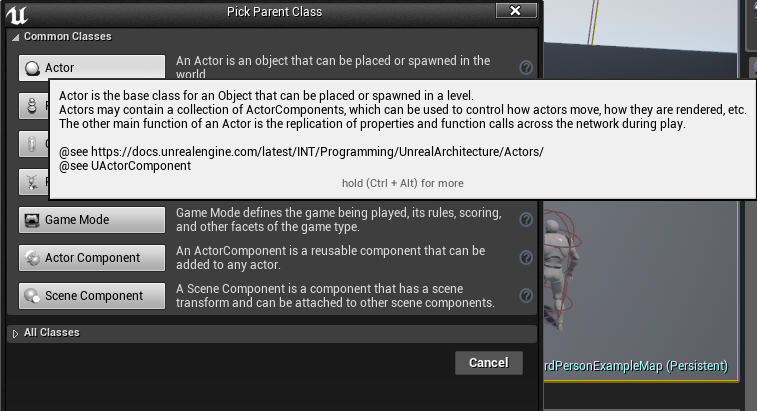 Pick Parent Class
Common Classes
Actor
An Actor is an object that can be placed or spawned in the
world
Actor is the base class for an Object that can be placed or spawned in a level.
Actors may contain a collection of ActorComponents, which can be used to control how actors move, how they are rendered, etc.
The other main function of an Actor is the replication of properties and function calls across the network during play.
@see https://docs.unrealengine.com/latest/INT/Programming/UnrealArchitecture/Actors/
@see UActorComponent
hold (Ctrl + Alt) for more
Game Mode
Game Mode defines the game being played, its rules, scoring,
and other facets of the game type.
Actor Component
An ActorComponent is a reusable component that can be
added to any actor.
Scene Component
A Scene Component is a component that has a scene
transform and can be attached to other scene components.
All Classes
Cancel
rdPersonExampleMap (Persistent)